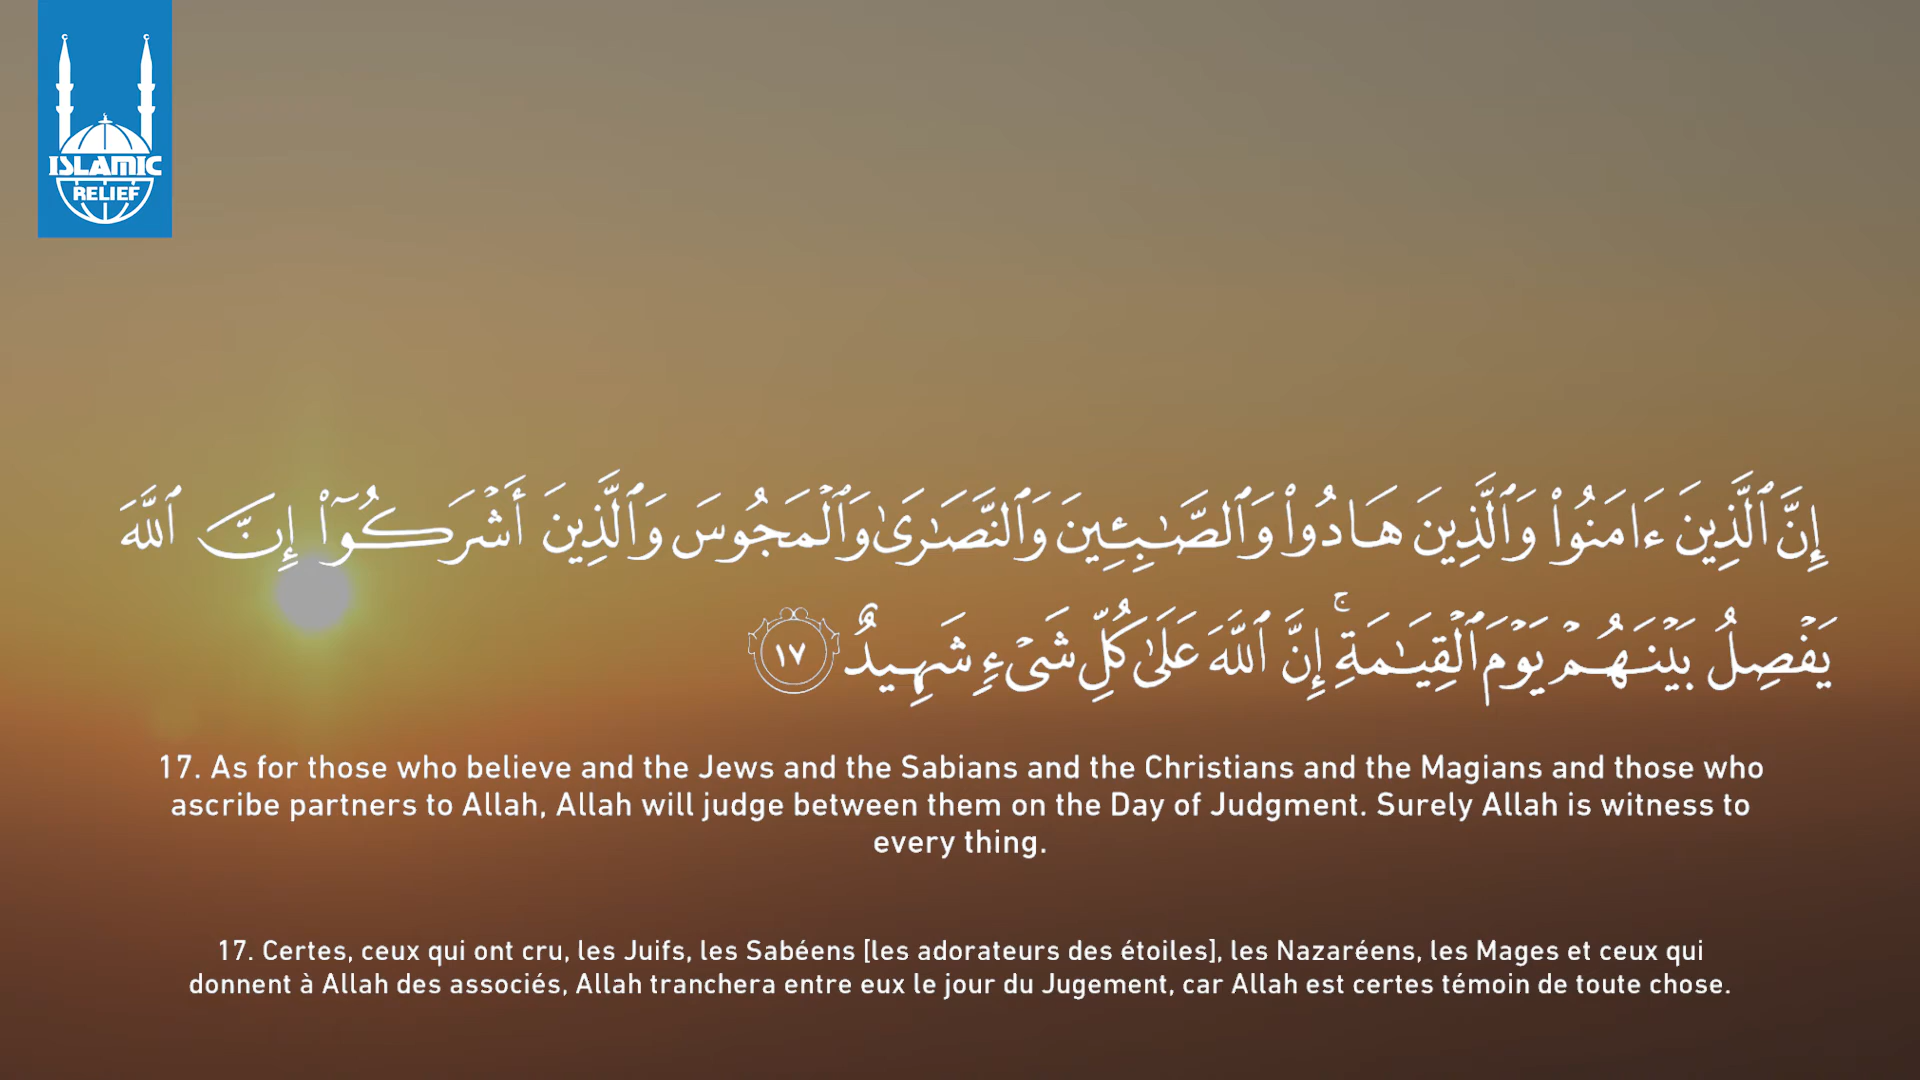 ISLAMIC
RELIEF
إِنَّ ٱلَّذِينَ ءَامَنُوا۟ وَٱلَّذِينَ هَادُوا۟ وَٱلصَّـٰبِـِٔينَ وَٱلنَّصَـٰرَىٰ وَٱلْمَجُوسَ وَٱلَّذِينَ أَشْرَكُوٓا۟ إِنَّ ٱللَّهَ
يَفْصِلُ بَيْنَهُمْ يَوْمَ ٱلْقِيَـٰمَةِ ۚ إِنَّ ٱللَّهَ عَلَىٰ كُلِّ شَىْءٍ شَهِيدٌ ١٧
17. As for those who believe and the Jews and the Sabians and the Christians and the Magians and those who
ascribe partners to Allah, Allah will judge between them on the Day of Judgment. Surely Allah is witness to
every thing.
17. Certes, ceux qui ont cru, les Juifs, les Sabéens [les adorateurs des étoiles], les Nazaréens, les Mages et ceux qui
donnent à Allah des associés, Allah tranchera entre eux le jour du Jugement, car Allah est certes témoin de toute chose.